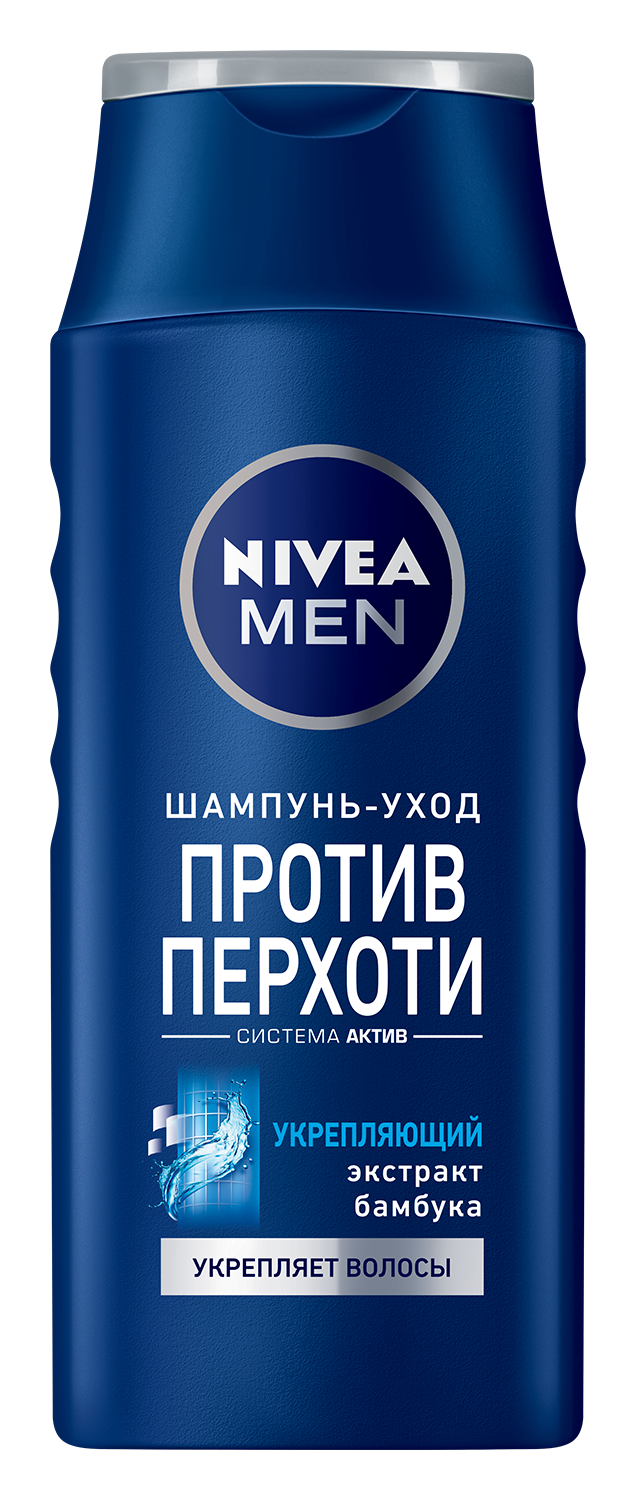 NIVEA
MEN
ШАМПУНЬ-УХОД
ПРОТИВ
ПЕРХОТИ
СИСТЕМА АКТИВ
УКРЕПЛЯЮЩИЙ
экстракт
бамбука
УКРЕПЛЯЕТ ВОЛОСЫ